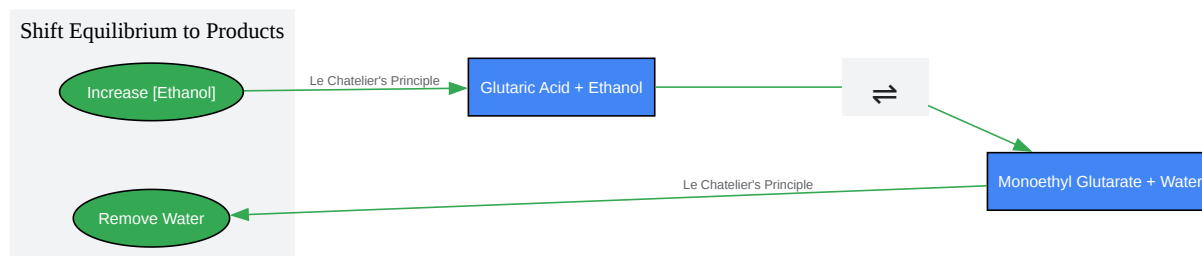 Shift Equilibrium to Products
Increase [Ethanol]
Le Chatelier's Principle
Glutaric Acid + Ethanol
⇌
Monoethyl Glutarate + Water
Le Chatelier's Principle
Remove Water